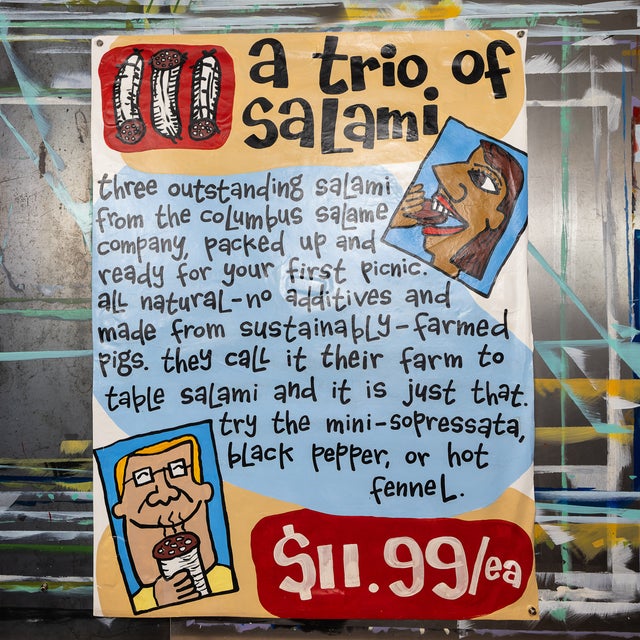 a trio of
salami
three outstanding salami
from the columbus salame
company, packed up and
ready for your first picnic.
all natural-no additives and
made from sustainably-farmed
pigs. they call it their farm to
table salami and it is just that.
try the mini-sopressata,
black pepper, or hot
fennel.
$11.99/ea